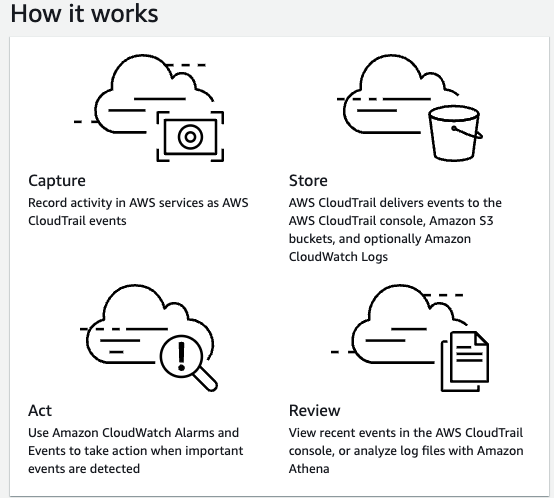 How it works
Capture
Record activity in AWS services as AWS
CloudTrail events
Store
AWS CloudTrail delivers events to the
AWS CloudTrail console, Amazon S3
buckets, and optionally Amazon
CloudWatch Logs
Act
Use Amazon CloudWatch Alarms and
Events to take action when important
events are detected
Review
View recent events in the AWS CloudTrail
console, or analyze log files with Amazon
Athena